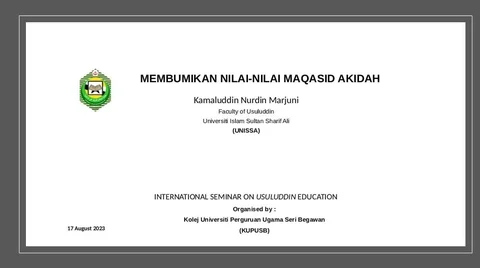 MEMBUMIKAN NILAI-NILAI MAQASID AKIDAH
Kamaluddin Nurdin Marjuni
Faculty of Usuluddin
Universiti Islam Sultan Sharif Ali
(UNISSA)
INTERNATIONAL SEMINAR ON USULUDDIN EDUCATION
Organised by :
Kolej Universiti Perguruan Ugama Seri Begawan
17 August 2023
(KUPUSB)